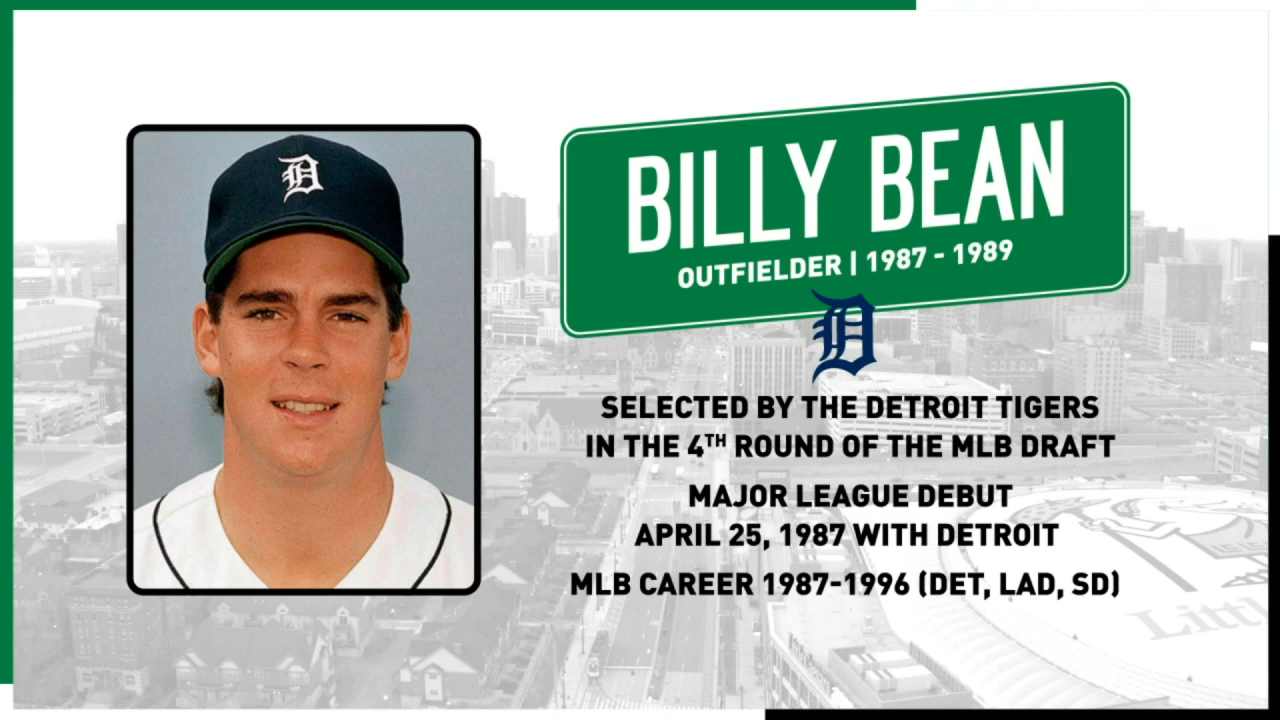 BILLY BEAN
OUTFIELDER | 1987 - 1989
D
SELECTED BY THE DETROIT TIGERS
IN THE 4TH ROUND OF THE MLB DRAFT
MAJOR LEAGUE DEBUT
APRIL 25, 1987 WITH DETROIT
MLB CAREER 1987-1996 (DET, LAD, SD)
D